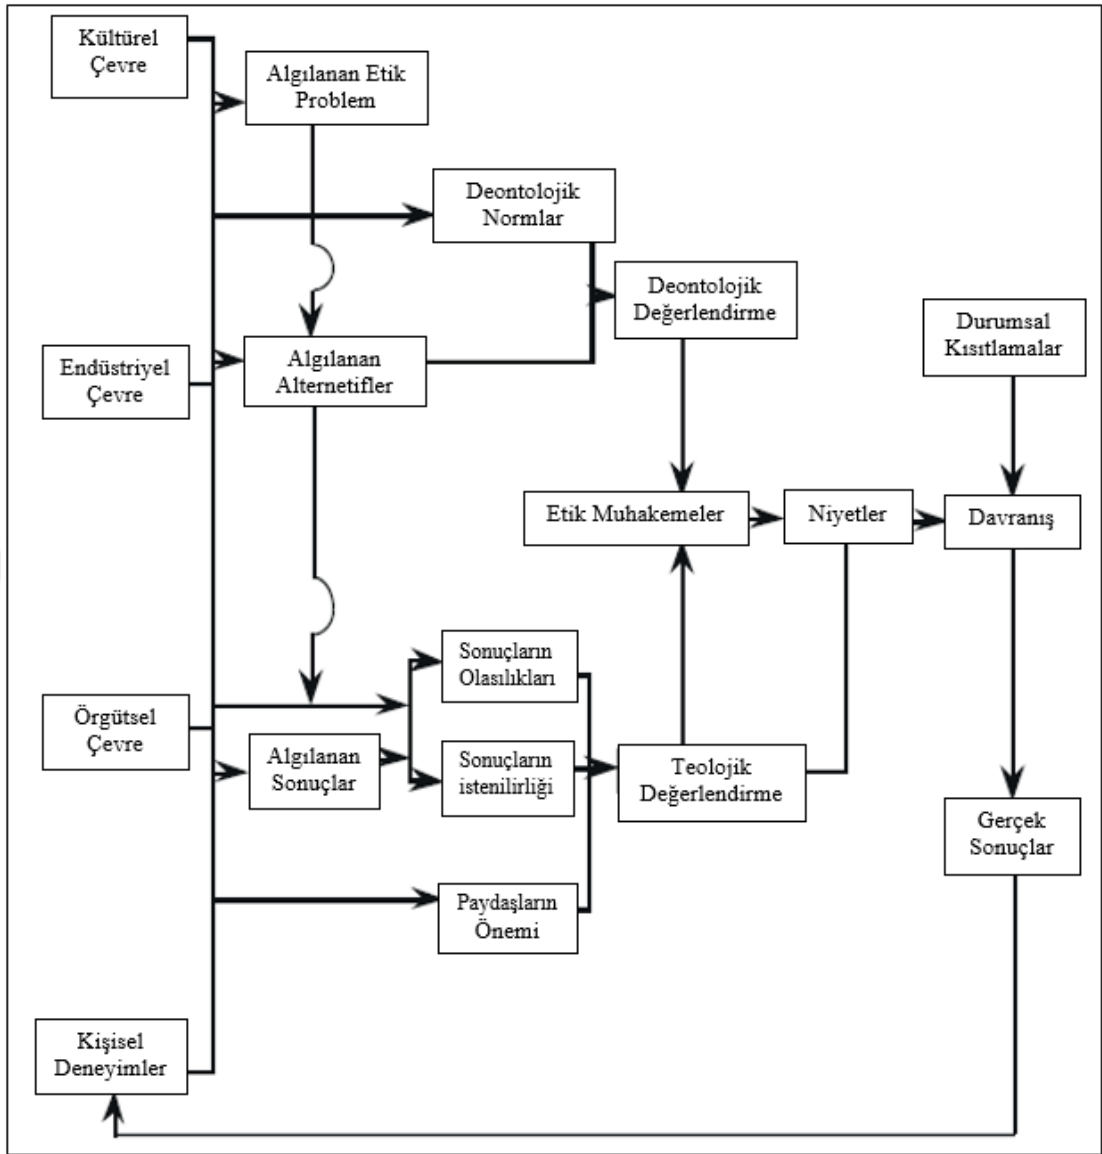 Kültürel
Çevre
Algılanan Etik
Problem
Deontolojik
Normlar
Deontolojik
Değerlendirme
Durumsal
Kısıtlamalar
Endüstriyel
Çevre
Algılanan
Alternetifler
Etik Muhakemeler
Niyetler
Davranış
Sonuçların
Olasılıkları
Örgütsel
Çevre
Algılanan
Sonuçlar
Sonuçların
istenilirliği
Teolojik
Değerlendirme
Gerçek
Sonuçlar
Paydaşların
Önemi
Kişisel
Deneyimler